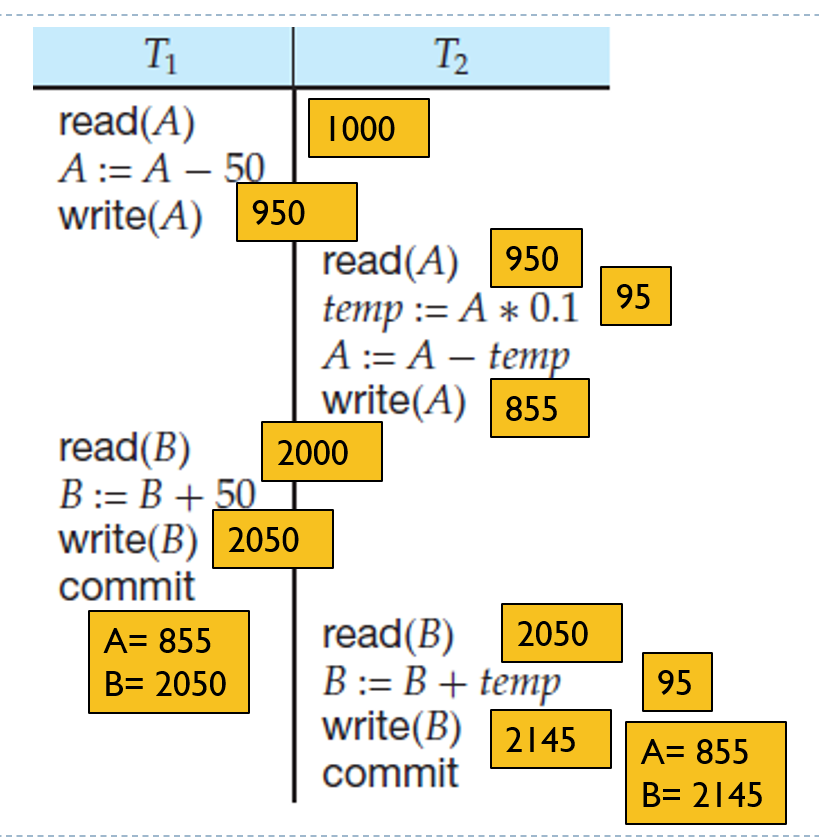 T₁ T₂
read(A) 1000
A := A − 50
write(A) 950
read(A) 950
temp := A * 0.1 95
A := A − temp
write(A) 855
read(B) 2000
B := B + 50
write(B) 2050
commit
A= 855
B= 2050
read(B) 2050
B := B + temp 95
write(B) 2145
commit
A= 855
B= 2145